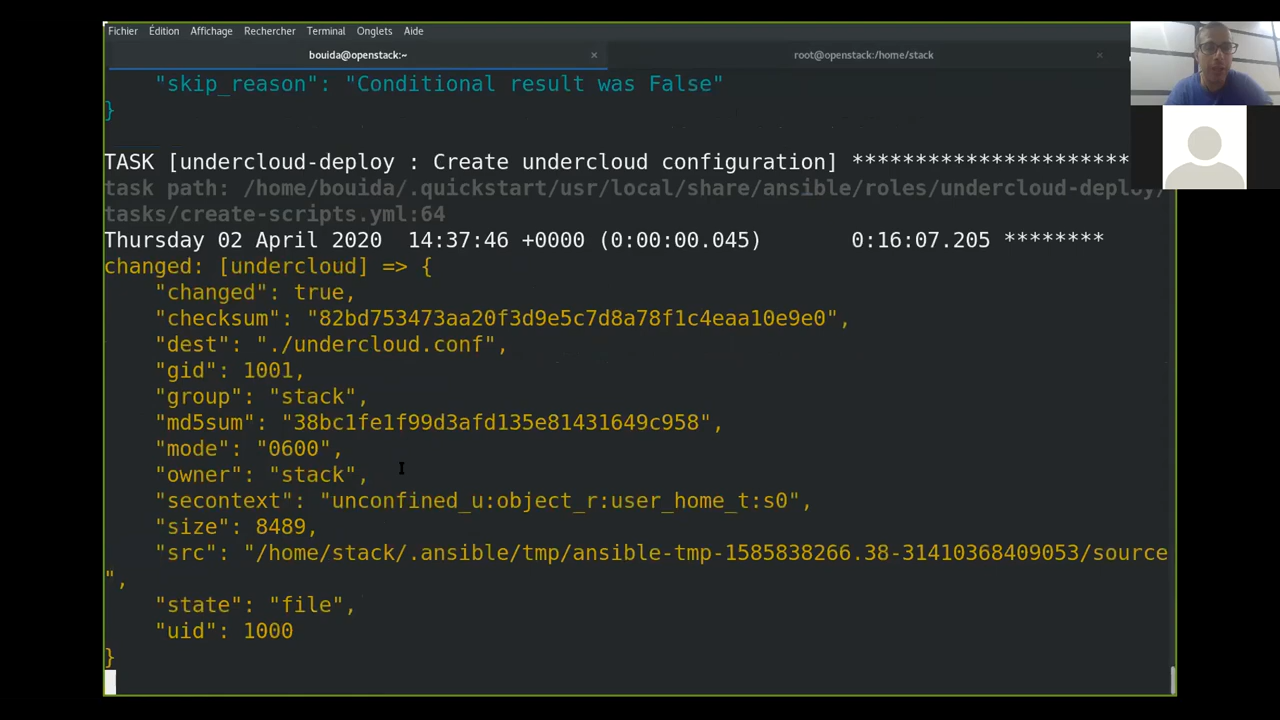 Fichier Édition Affichage Rechercher Terminal Onglets Aide
bouida@openstack:~ × root@openstack:/home/stack ×
"skip_reason": "Conditional result was False"
}
TASK [undercloud-deploy : Create undercloud configuration] **********************
task path: /home/bouida/.quickstart/usr/local/share/ansible/roles/undercloud-deploy/
tasks/create-scripts.yml:64
Thursday 02 April 2020 14:37:46 +0000 (0:00:00.045) 0:16:07.205 ********
changed: [undercloud] => {
"changed": true,
"checksum": "82bd753473aa20f3d9e5c7d8a78f1c4eaa10e9e0",
"dest": "./undercloud.conf",
"gid": 1001,
"group": "stack",
"md5sum": "38bc1fe1f99d3afd135e81431649c958",
"mode": "0600",
"owner": "stack",
"secontext": "unconfined_u:object_r:user_home_t:s0",
"size": 8489,
"src": "/home/stack/.ansible/tmp/ansible-tmp-1585838266.38-31410368409053/source
",
"state": "file",
"uid": 1000
}